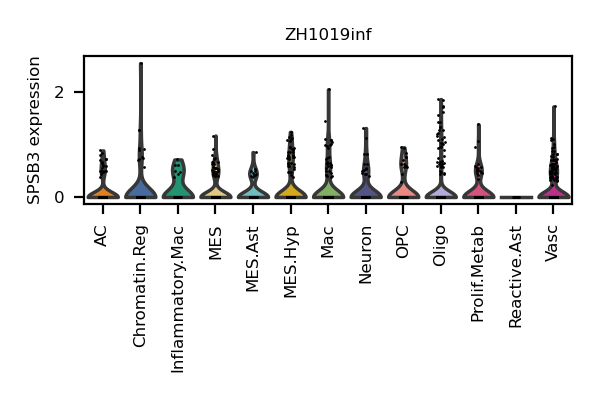 ZH1019inf
SPSB3 expression
2
0
AC
Chromatin.Reg
Inflammatory.Mac
MES
MES.Ast
MES.Hyp
Mac
Neuron
OPC
Oligo
Prolif.Metab
Reactive.Ast
Vasc